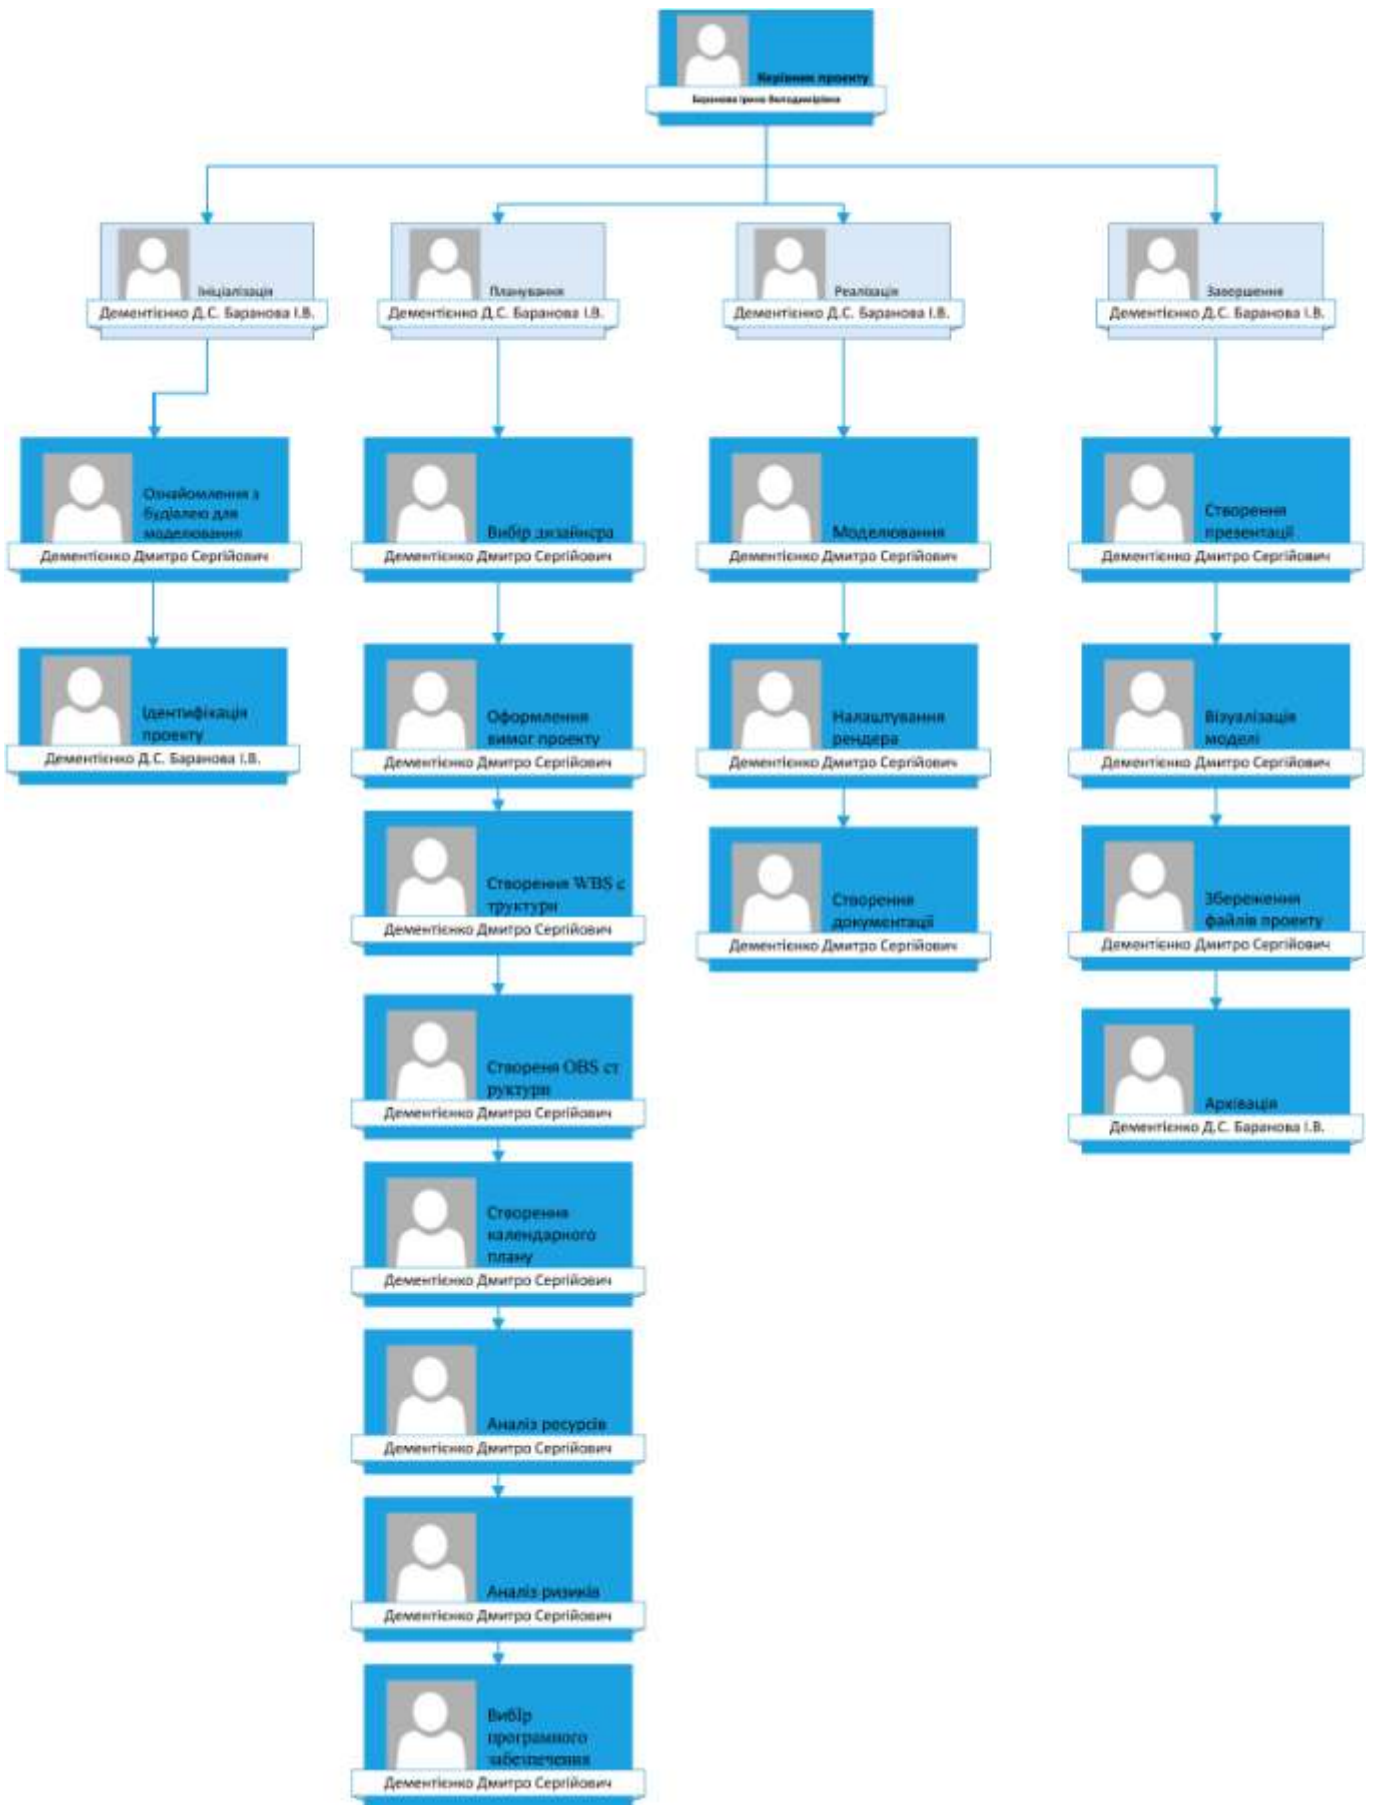 Керівник проекту
Баранова Ірина Володимирівна
Ініціалізація
Дементієнко Д.С. Баранова І.В.
Планування
Дементієнко Д.С. Баранова І.В.
Реалізація
Дементієнко Д.С. Баранова І.В.
Завершення
Дементієнко Д.С. Баранова І.В.
Ознайомлення з
будівлею для
моделювання
Дементієнко Дмитро Сергійович
Ідентифікація
проекту
Дементієнко Д.С. Баранова І.В.
Вибір дизайнєра
Дементієнко Дмитро Сергійович
Оформлення
вимог проекту
Дементієнко Дмитро Сергійович
Створення WBS с
труктури
Дементієнко Дмитро Сергійович
Створеня OBS ст
руктури
Дементієнко Дмитро Сергійович
Створення
календарного
плану
Дементієнко Дмитро Сергійович
Аналіз ресурсів
Дементієнко Дмитро Сергійович
Аналіз ризиків
Дементієнко Дмитро Сергійович
Вибір
програмного
забезпечення
Дементієнко Дмитро Сергійович
Моделювання
Дементієнко Дмитро Сергійович
Налаштування
рендера
Дементієнко Дмитро Сергійович
Створення
документації
Дементієнко Дмитро Сергійович
Створення
презентації
Дементієнко Дмитро Сергійович
Візуалізація
моделі
Дементієнко Дмитро Сергійович
Збереження
файлів проекту
Дементієнко Дмитро Сергійович
Архівація
Дементієнко Д.С. Баранова І.В.